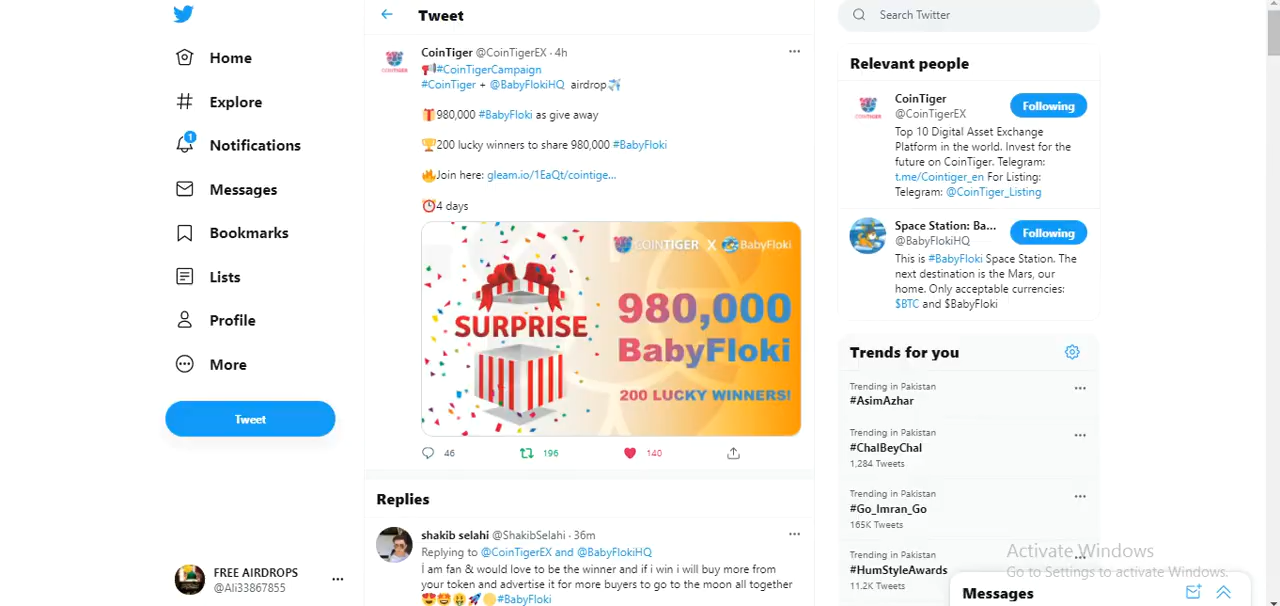 Home
Explore
1
Notifications
Messages
Bookmarks
Lists
Profile
More
Tweet
FREE AIRDROPS
@Ali33867855
Tweet
CoinTiger @CoinTigerEX · 4h
📢#CoinTigerCampaign
#CoinTiger + @BabyFlokiHQ airdrop✈️
🎁980,000 #BabyFloki as give away
🏆200 lucky winners to share 980,000 #BabyFloki
🔥Join here: gleam.io/1EaQt/cointige...
⏰4 days
COINTIGER X BabyFloki
SURPRISE
980,000
BabyFloki
200 LUCKY WINNERS!
46 196 140
Replies
shakib selahi @ShakibSelahi · 36m
Replying to @CoinTigerEX and @BabyFlokiHQ
İ am fan & would love to be the winner and if i win i will buy more from
your token and advertise it for more buyers to go to the moon all together
😍😍🤑🚀🌕#BabyFloki
Search Twitter
Relevant people
CoinTiger
@CoinTigerEX
Following
Top 10 Digital Asset Exchange
Platform in the world. Invest for the
future on CoinTiger. Telegram:
t.me/Cointiger_en For Listing:
Telegram: @CoinTiger_Listing
Space Station: Ba...
@BabyFlokiHQ
Following
This is #BabyFloki Space Station. The
next destination is the Mars, our
home. Only acceptable currencies:
$BTC and $BabyFloki
Trends for you
Trending in Pakistan
#AsimAzhar
Trending in Pakistan
#ChalBeyChal
1,284 Tweets
Trending in Pakistan
#Go_Imran_Go
165K Tweets
Trending in Pakistan
#HumStyleAwards
11.2K Tweets
Activate Windows
Go to Settings to activate Windows.
Messages